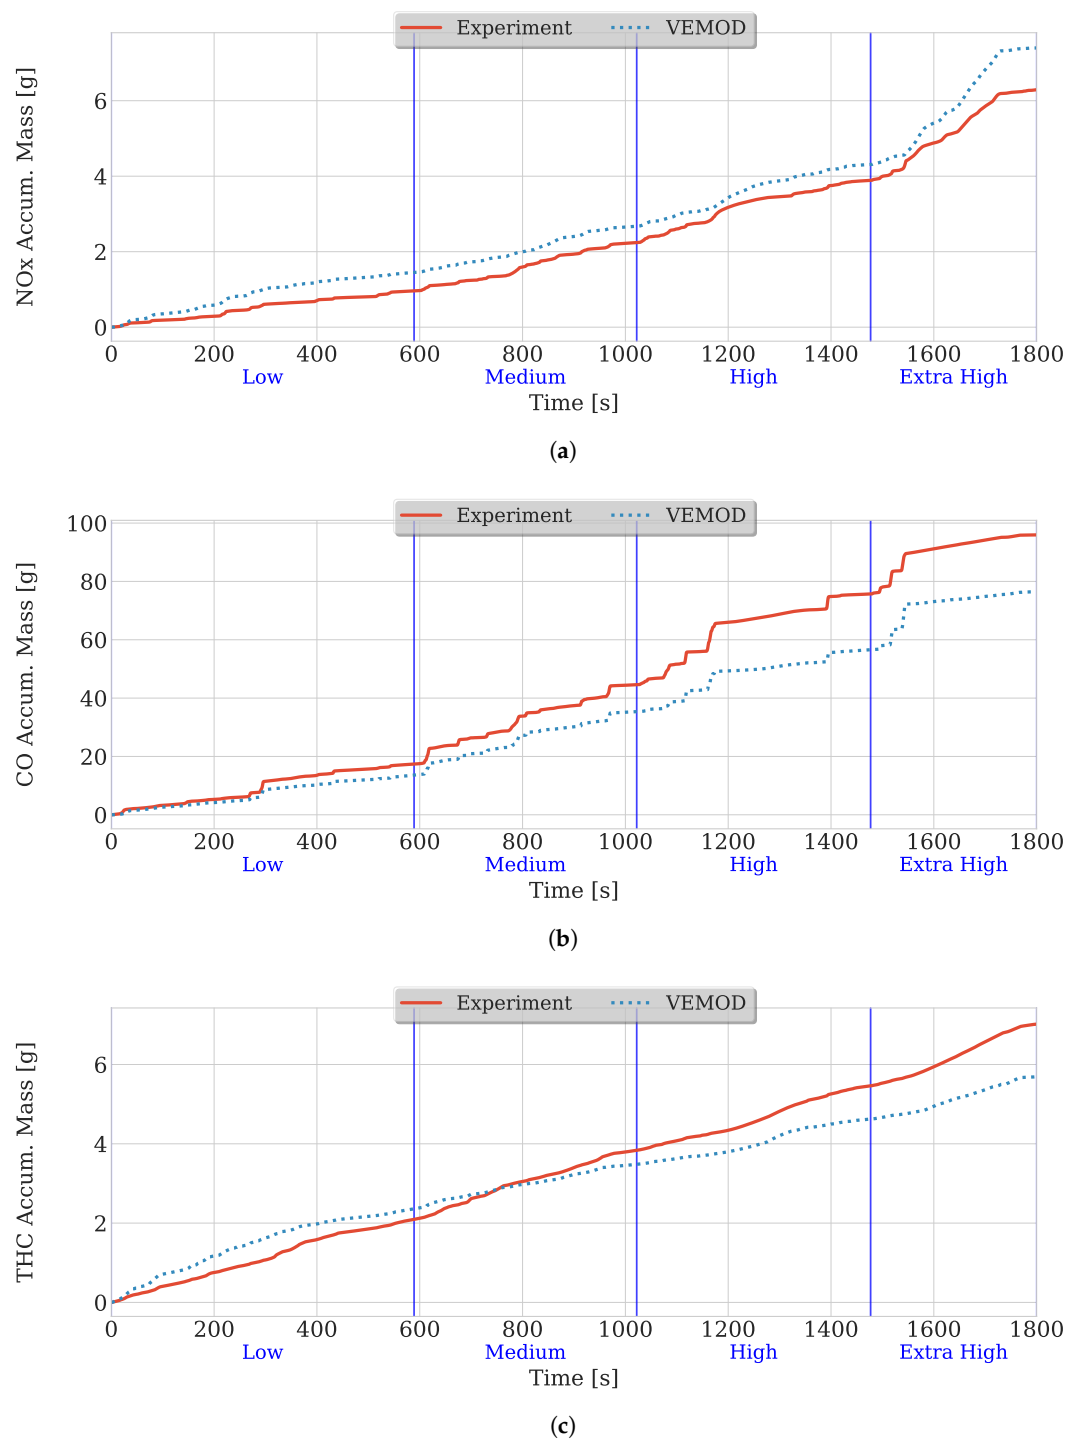 Experiment VEMOD
NOx Accum. Mass [g]
6
4
2
0
0 200 400 600 800 1000 1200 1400 1600 1800
Low Medium High Extra High
Time [s]
(a)
Experiment VEMOD
CO Accum. Mass [g]
100
80
60
40
20
0
0 200 400 600 800 1000 1200 1400 1600 1800
Low Medium High Extra High
Time [s]
(b)
Experiment VEMOD
THC Accum. Mass [g]
6
4
2
0
0 200 400 600 800 1000 1200 1400 1600 1800
Low Medium High Extra High
Time [s]
(c)